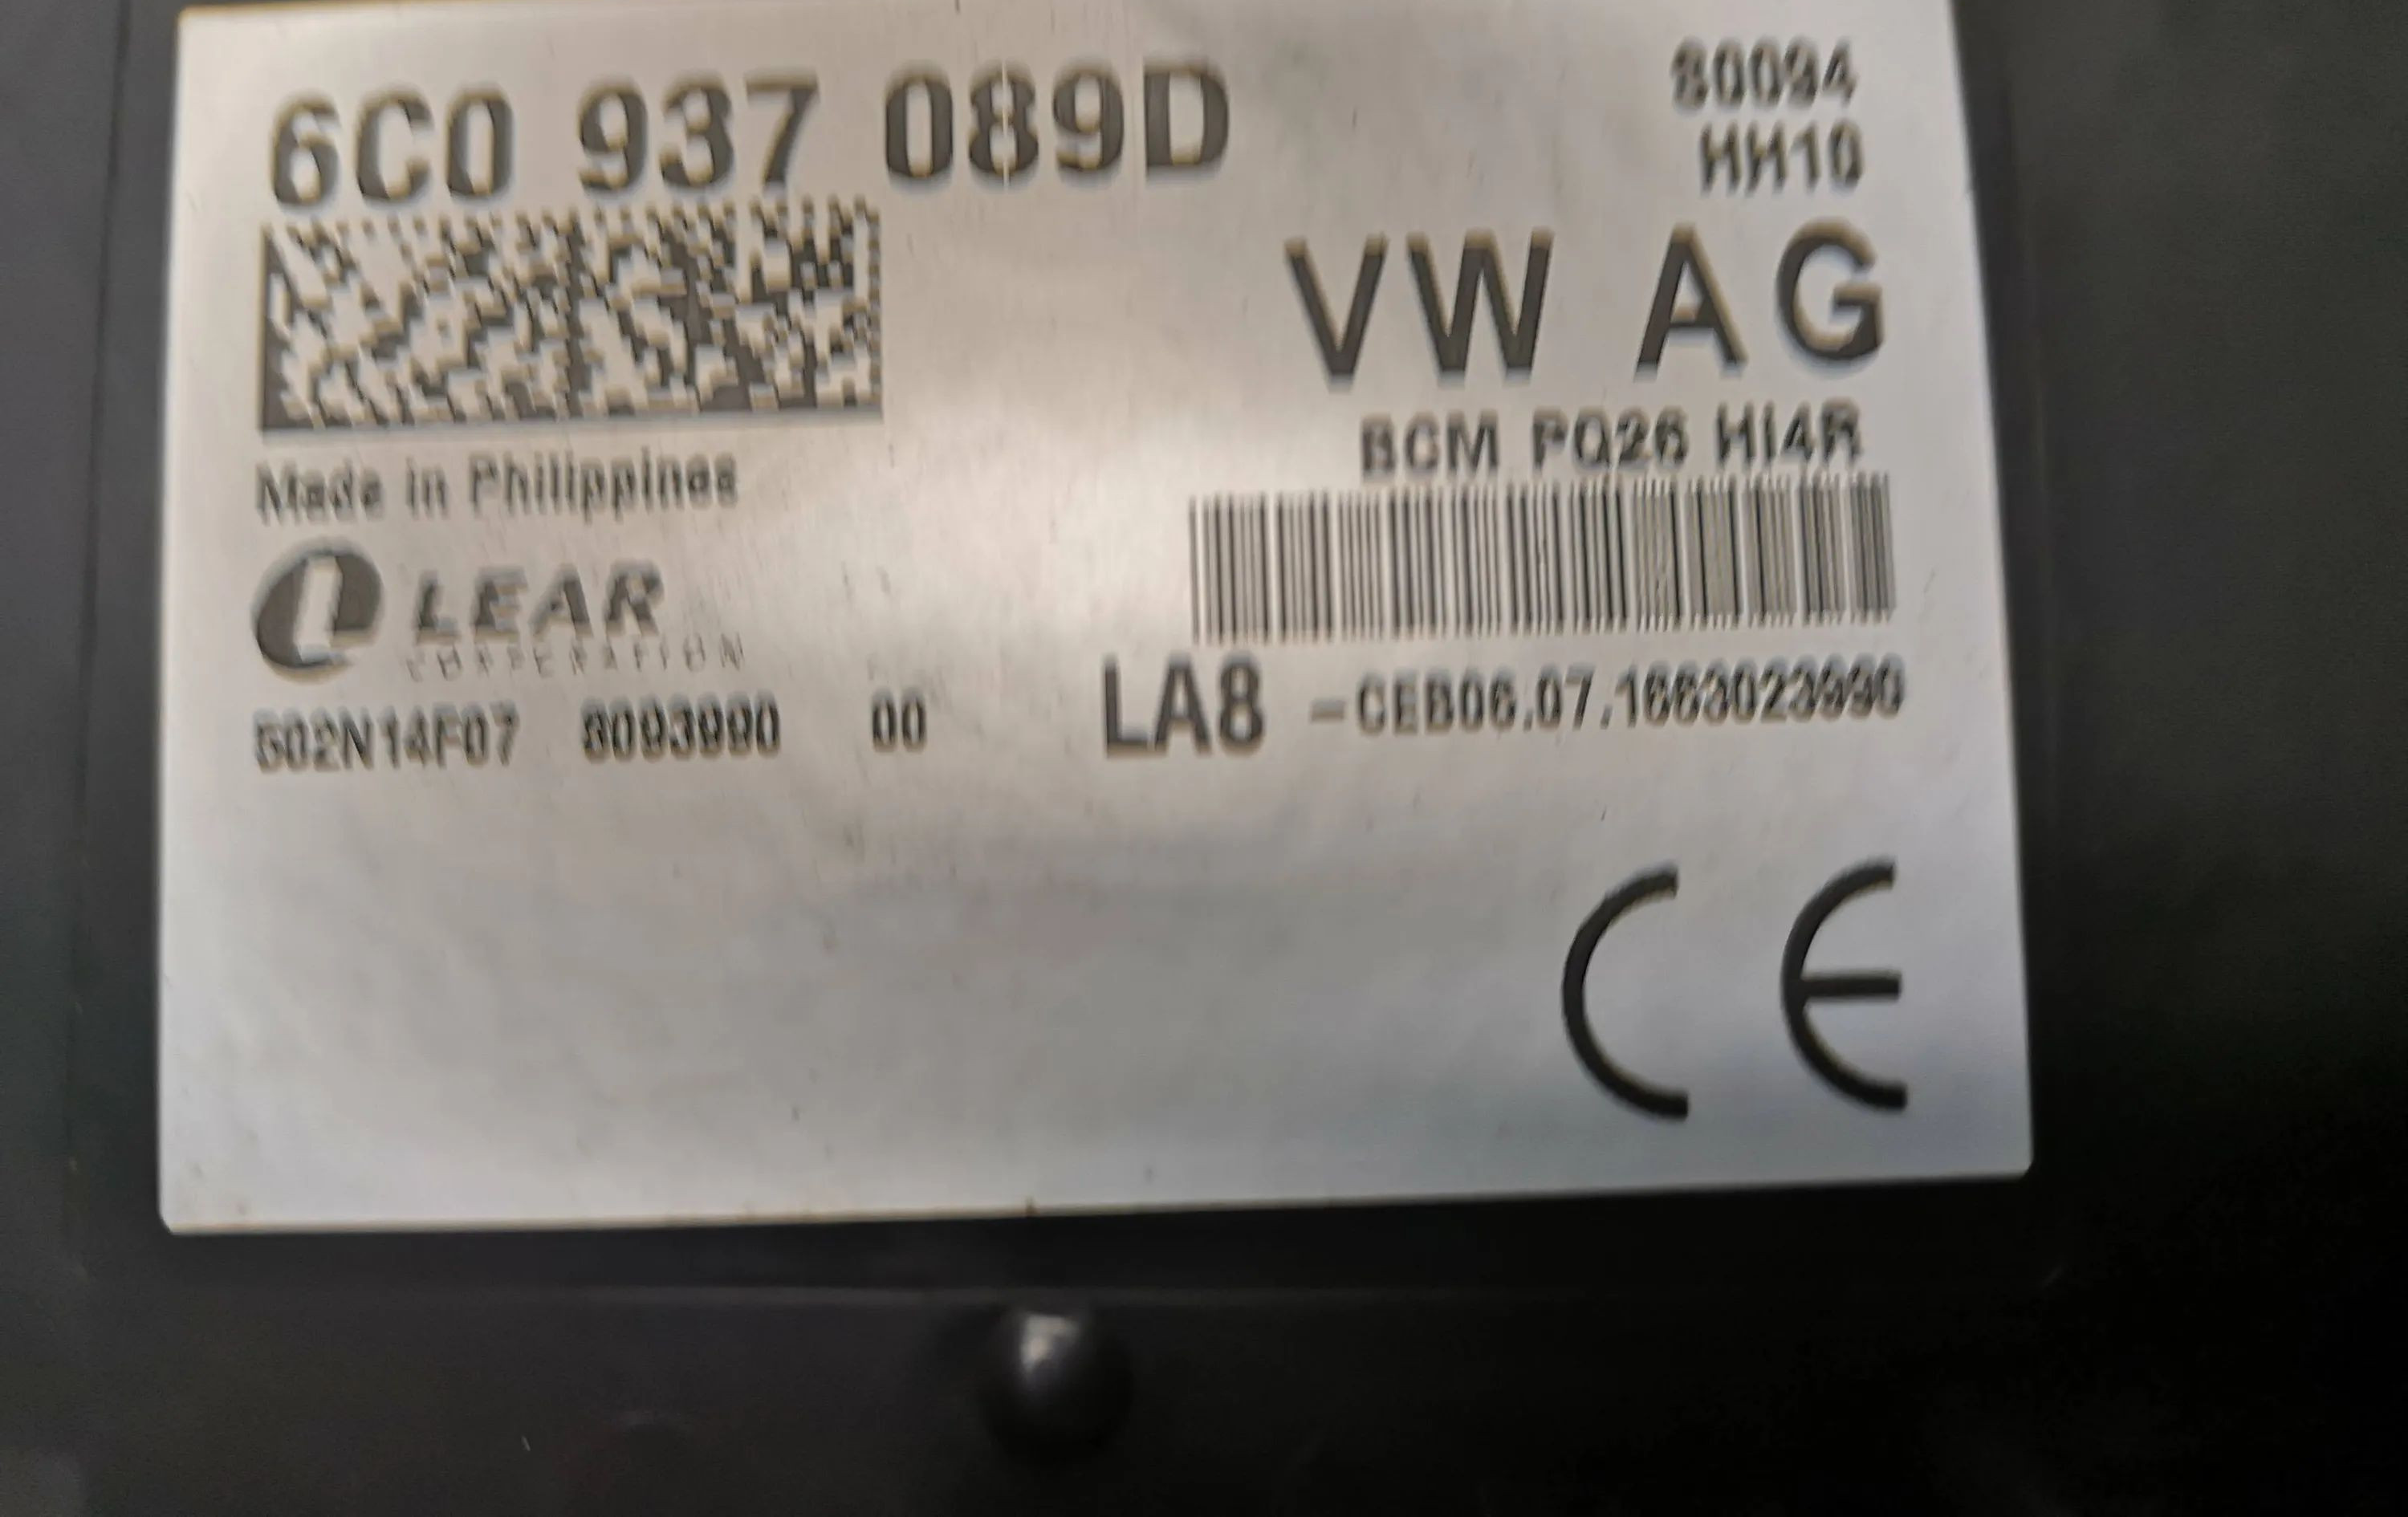 6C0 937 089D
80094
HH10
VW AG
BCM PQ26 HI4R
Made in Philippines
LEAR
CORPORATION
502N14F07 8093990 00
LA8 -CEB06.07.1663023990
CE